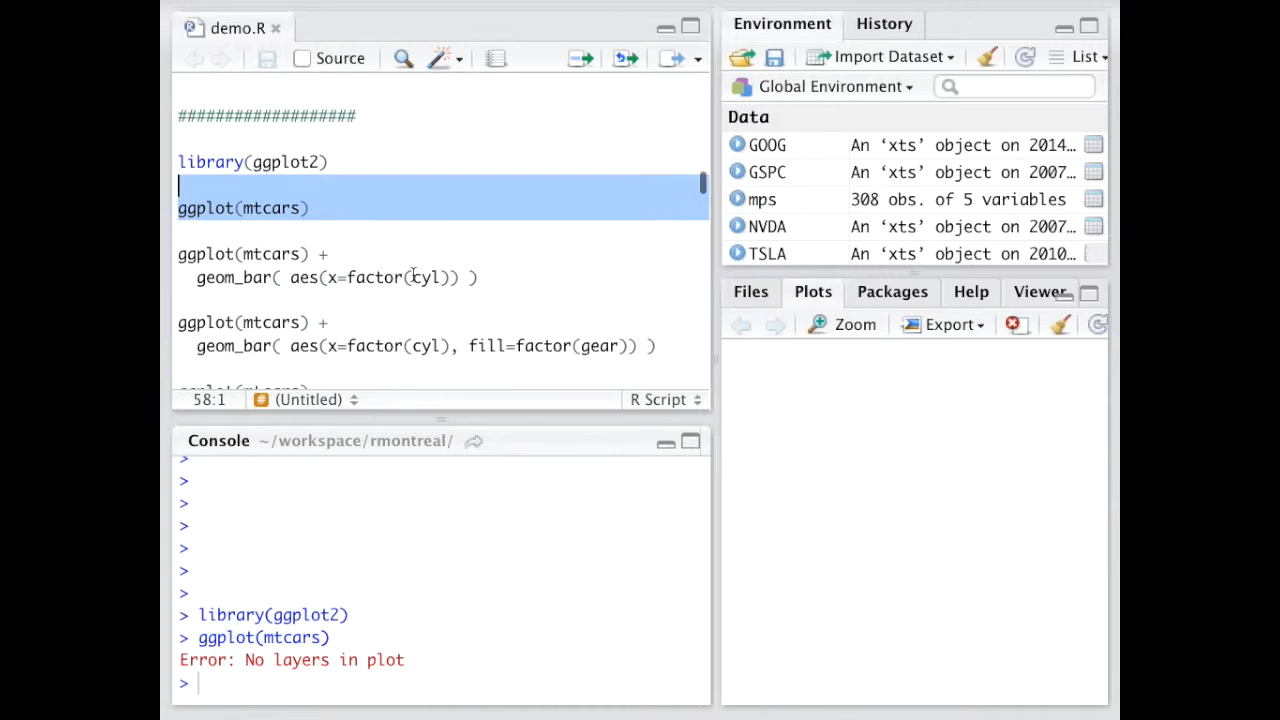 demo.R
Source
###################
library(ggplot2)
ggplot(mtcars)
ggplot(mtcars) +
geom_bar( aes(x=factor(cyl)) )
ggplot(mtcars) +
geom_bar( aes(x=factor(cyl), fill=factor(gear)) )
58:1 (Untitled) R Script
Console ~/workspace/rmontreal/
>
>
>
>
>
>
>
> library(ggplot2)
> ggplot(mtcars)
Error: No layers in plot
>
Environment History
Import Dataset List
Global Environment
Data
GOOG An ‘xts’ object on 2014…
GSPC An ‘xts’ object on 2007…
mps 308 obs. of 5 variables
NVDA An ‘xts’ object on 2007…
TSLA An ‘xts’ object on 2010…
Files Plots Packages Help Viewer
Zoom Export